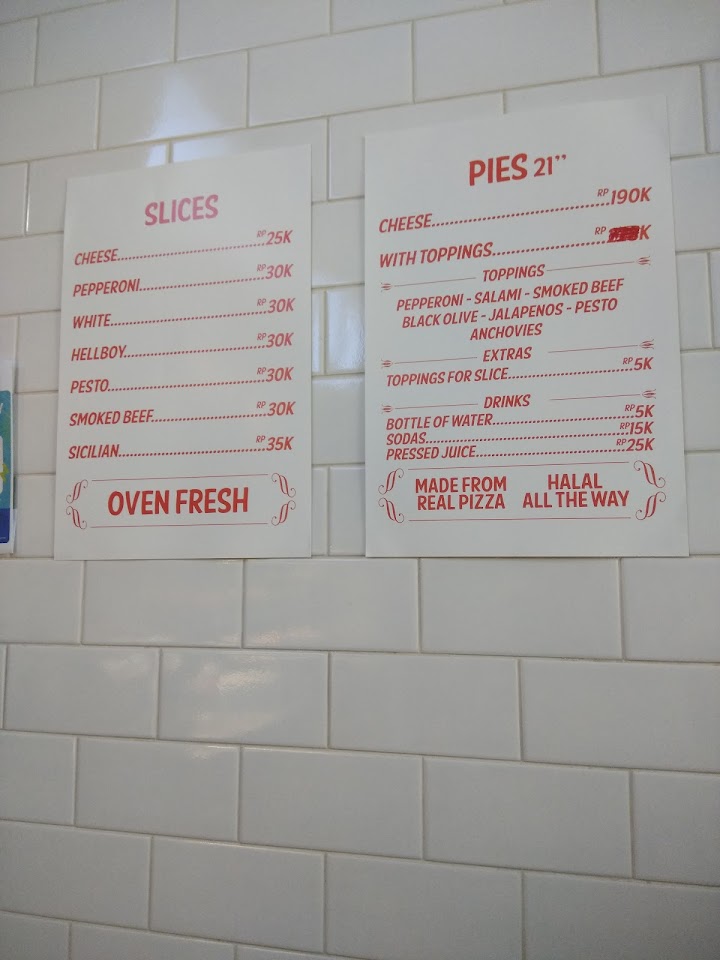 SLICES
CHEESE RP 25K
PEPPERONI RP 30K
WHITE RP 30K
HELLBOY RP 30K
PESTO RP 30K
SMOKED BEEF RP 30K
SICILIAN RP 35K
OVEN FRESH
PIES 21”
CHEESE RP 190K
WITH TOPPINGS RP K
TOPPINGS
PEPPERONI - SALAMI - SMOKED BEEF
BLACK OLIVE - JALAPENOS - PESTO
ANCHOVIES
EXTRAS
TOPPINGS FOR SLICE RP 5K
DRINKS
BOTTLE OF WATER RP 5K
SODAS RP 15K
PRESSED JUICE RP 25K
MADE FROM
REAL PIZZA
HALAL
ALL THE WAY